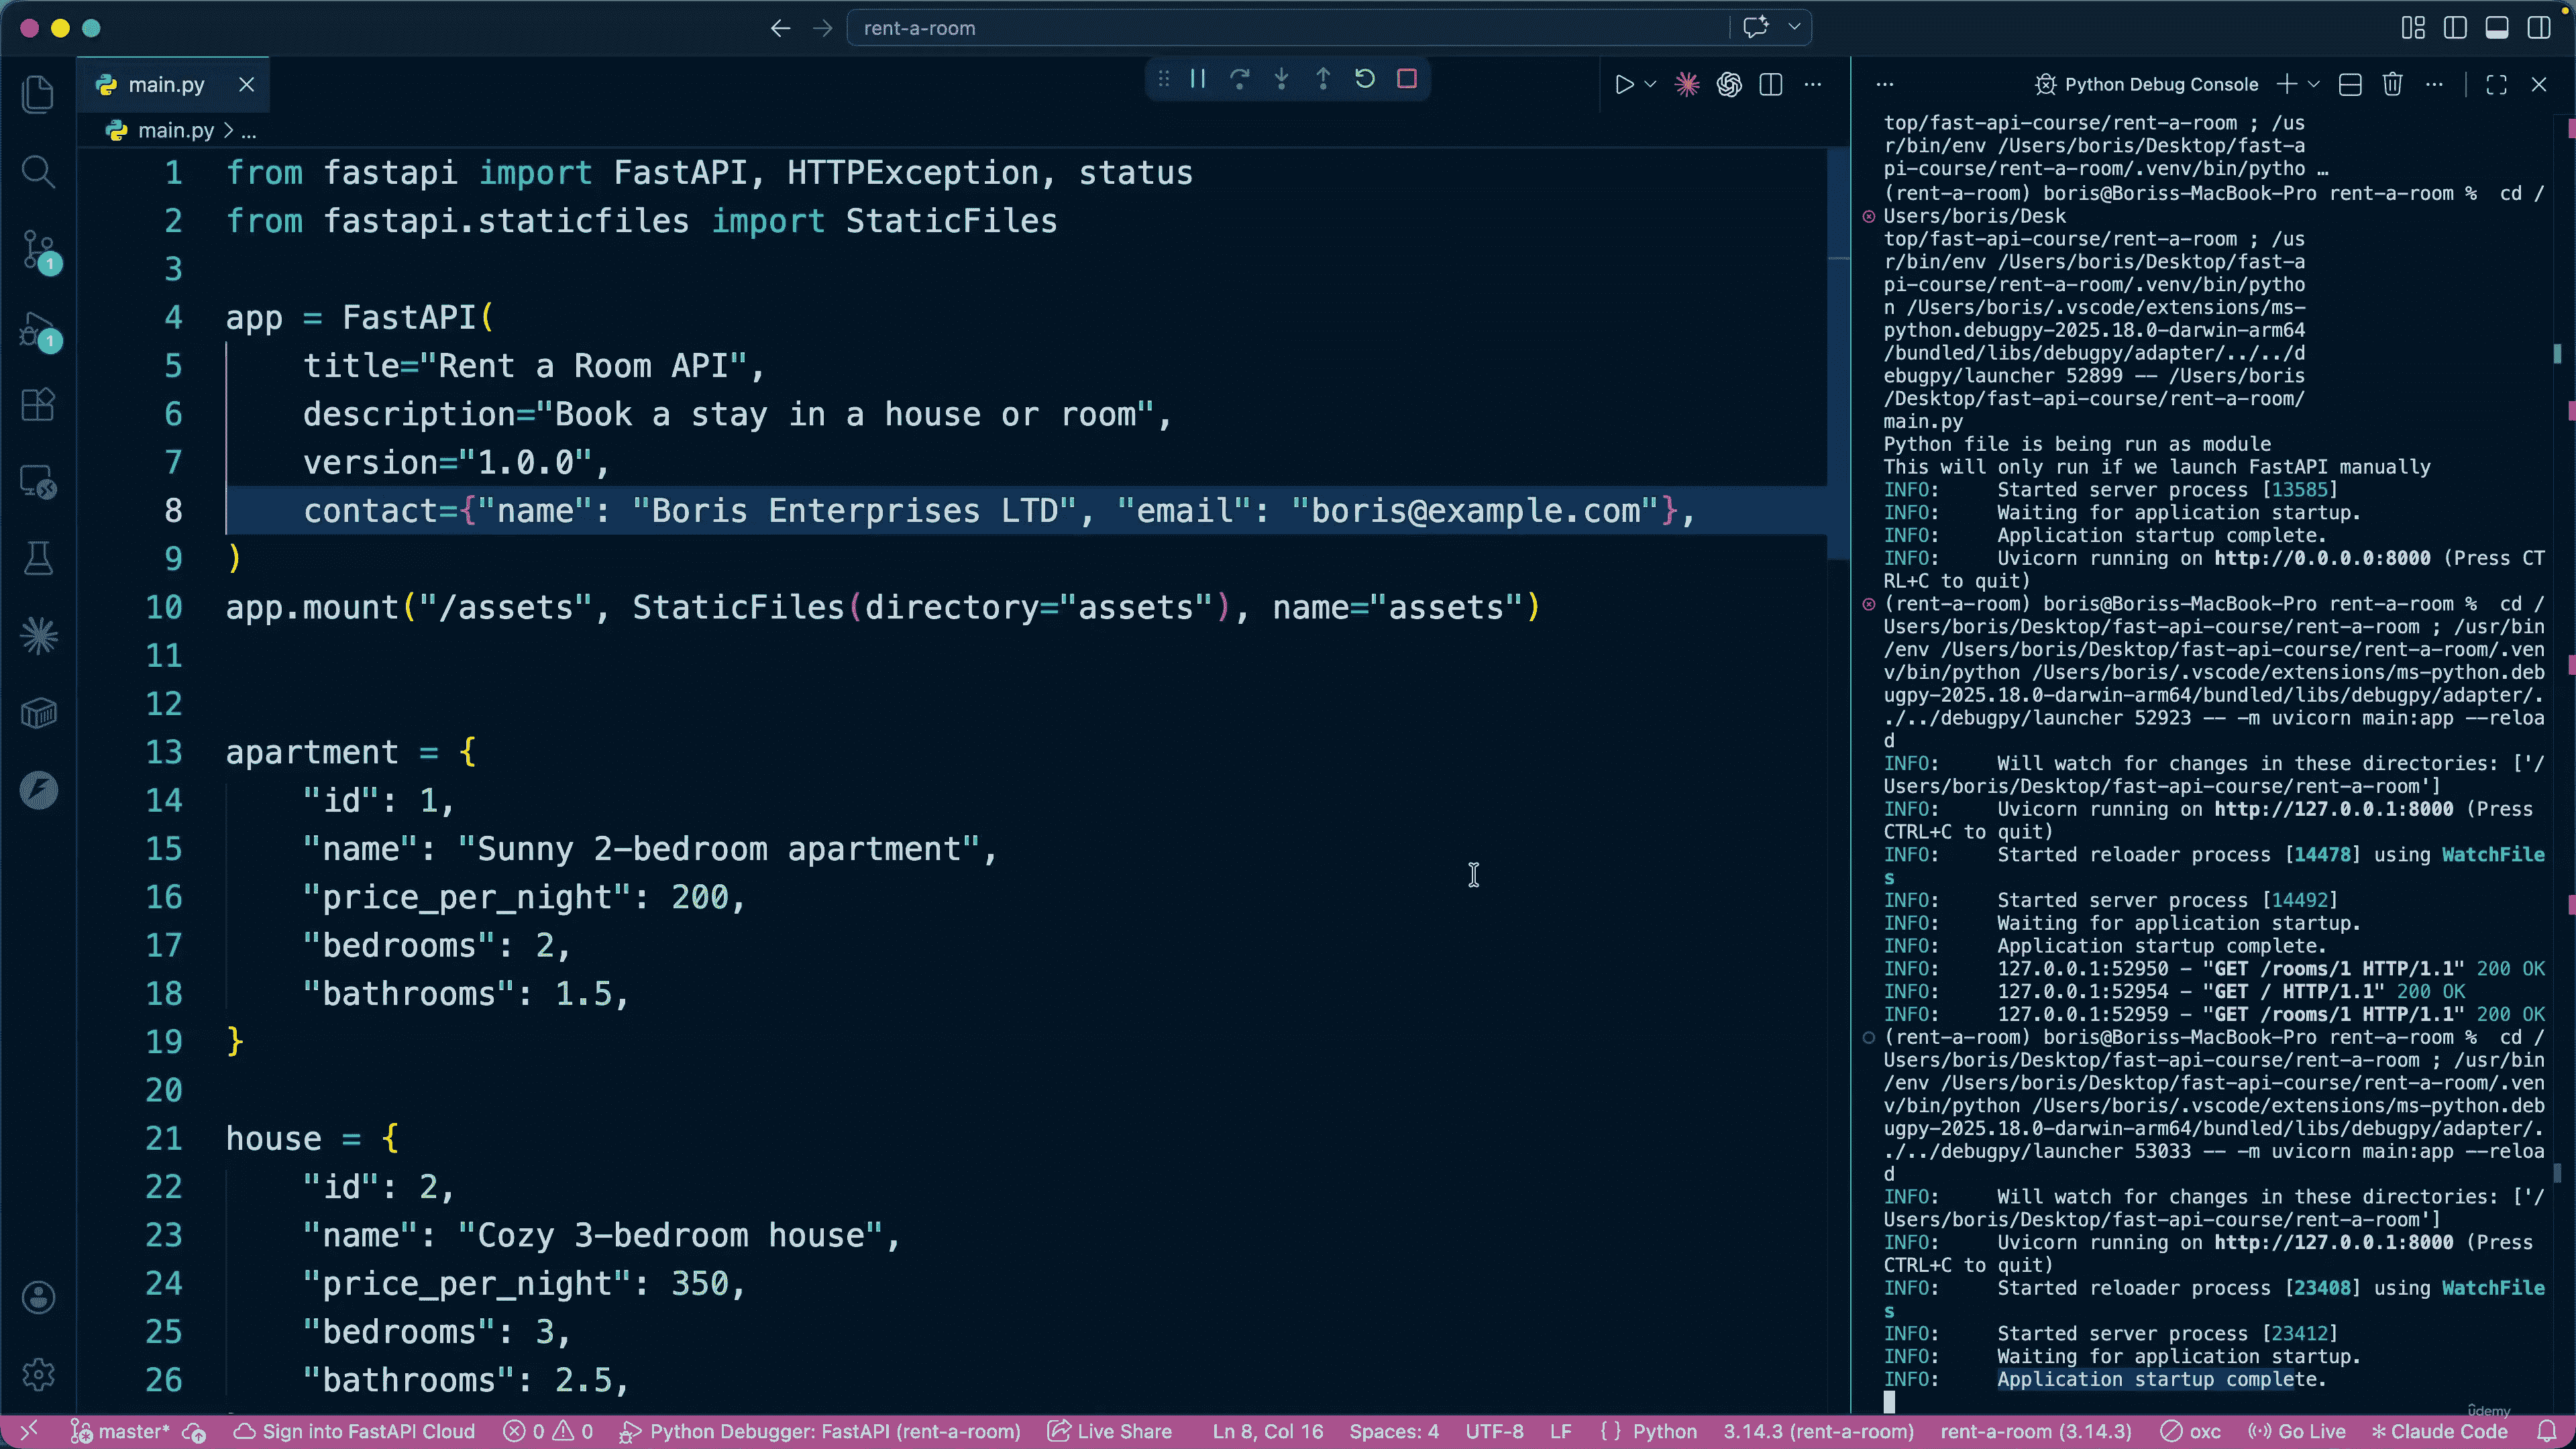 rent-a-room
main.py
Python Debug Console
main.py > ...
1 from fastapi import FastAPI, HTTPException, status
2 from fastapi.staticfiles import StaticFiles
3
4 app = FastAPI(
5 title="Rent a Room API",
6 description="Book a stay in a house or room",
7 version="1.0.0",
8 contact={"name": "Boris Enterprises LTD", "email": "boris@example.com"},
9 )
10 app.mount("/assets", StaticFiles(directory="assets"), name="assets")
11
12
13 apartment = {
14 "id": 1,
15 "name": "Sunny 2-bedroom apartment",
16 "price_per_night": 200,
17 "bedrooms": 2,
18 "bathrooms": 1.5,
19 }
20
21 house = {
22 "id": 2,
23 "name": "Cozy 3-bedroom house",
24 "price_per_night": 350,
25 "bedrooms": 3,
26 "bathrooms": 2.5,
1
1
top/fast-api-course/rent-a-room ; /us
r/bin/env /Users/boris/Desktop/fast-a
pi-course/rent-a-room/.venv/bin/pytho …
(rent-a-room) boris@Boriss-MacBook-Pro rent-a-room % cd /
Users/boris/Desk
top/fast-api-course/rent-a-room ; /us
r/bin/env /Users/boris/Desktop/fast-a
pi-course/rent-a-room/.venv/bin/pytho
n /Users/boris/.vscode/extensions/ms-
python.debugpy-2025.18.0-darwin-arm64
/bundled/libs/debugpy/adapter/../../d
ebugpy/launcher 52899 -- /Users/boris
/Desktop/fast-api-course/rent-a-room/
main.py
Python file is being run as module
This will only run if we launch FastAPI manually
INFO: Started server process [13585]
INFO: Waiting for application startup.
INFO: Application startup complete.
INFO: Uvicorn running on http://0.0.0.0:8000 (Press CT
RL+C to quit)
(rent-a-room) boris@Boriss-MacBook-Pro rent-a-room % cd /
Users/boris/Desktop/fast-api-course/rent-a-room ; /usr/bin
/env /Users/boris/Desktop/fast-api-course/rent-a-room/.ven
v/bin/python /Users/boris/.vscode/extensions/ms-python.deb
ugpy-2025.18.0-darwin-arm64/bundled/libs/debugpy/adapter/.
./../debugpy/launcher 52923 -- -m uvicorn main:app --reloa
d
INFO: Will watch for changes in these directories: ['/
Users/boris/Desktop/fast-api-course/rent-a-room']
INFO: Uvicorn running on http://127.0.0.1:8000 (Press
CTRL+C to quit)
INFO: Started reloader process [14478] using WatchFile
s
INFO: Started server process [14492]
INFO: Waiting for application startup.
INFO: Application startup complete.
INFO: 127.0.0.1:52950 - "GET /rooms/1 HTTP/1.1" 200 OK
INFO: 127.0.0.1:52954 - "GET / HTTP/1.1" 200 OK
INFO: 127.0.0.1:52959 - "GET /rooms/1 HTTP/1.1" 200 OK
(rent-a-room) boris@Boriss-MacBook-Pro rent-a-room % cd /
Users/boris/Desktop/fast-api-course/rent-a-room ; /usr/bin
/env /Users/boris/Desktop/fast-api-course/rent-a-room/.ven
v/bin/python /Users/boris/.vscode/extensions/ms-python.deb
ugpy-2025.18.0-darwin-arm64/bundled/libs/debugpy/adapter/.
./../debugpy/launcher 53033 -- -m uvicorn main:app --reloa
d
INFO: Will watch for changes in these directories: ['/
Users/boris/Desktop/fast-api-course/rent-a-room']
INFO: Uvicorn running on http://127.0.0.1:8000 (Press
CTRL+C to quit)
INFO: Started reloader process [23408] using WatchFile
s
INFO: Started server process [23412]
INFO: Waiting for application startup.
INFO: Application startup complete.
udemy
master* Sign into FastAPI Cloud 0 0 Python Debugger: FastAPI (rent-a-room) Live Share Ln 8, Col 16 Spaces: 4 UTF-8 LF { } Python 3.14.3 (rent-a-room) rent-a-room (3.14.3) oxc Go Live Claude Code